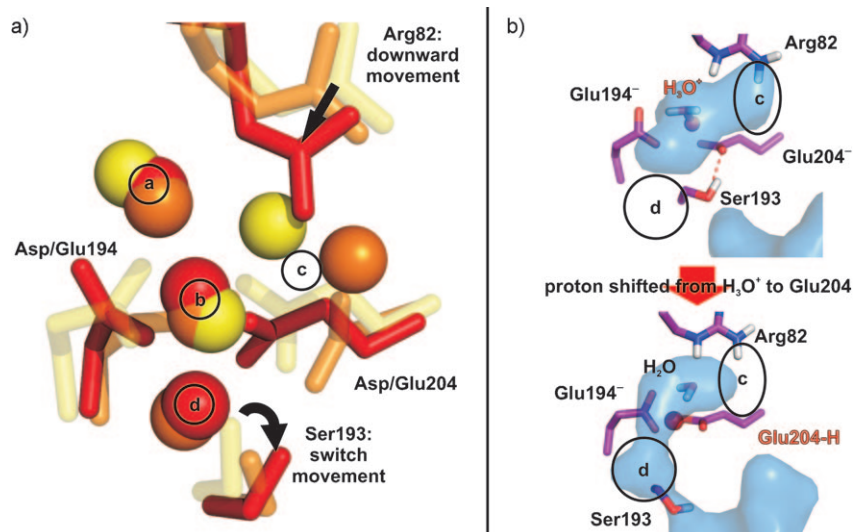 a)
Arg82:
downward
movement
a
Asp/Glu194
c
b
Asp/Glu204
d
Ser193:
switch
movement
b)
Arg82
H₃O⁺
c
Glu194⁻
Glu204⁻
Ser193
d
proton shifted from H₃O⁺ to Glu204
Arg82
H₂O
c
Glu194⁻
Glu204-H
d
Ser193